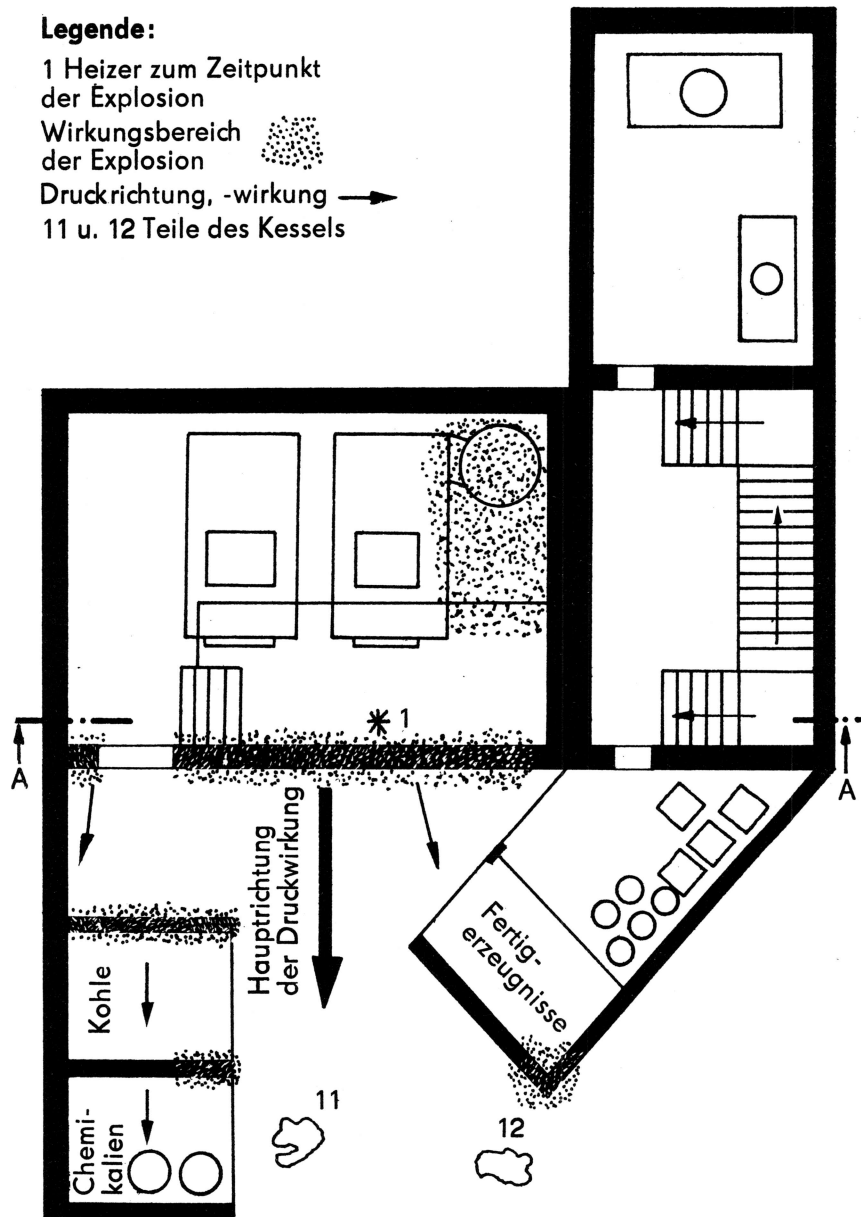 Legende:
1 Heizer zum Zeitpunkt
der Explosion
Wirkungsbereich
der Explosion
Druckrichtung, -wirkung
11 u. 12 Teile des Kessels
1
A
A
Hauptrichtung
der Druckwirkung
Fertig-
erzeugnisse
Kohle
Chemi-
kalien
11
12